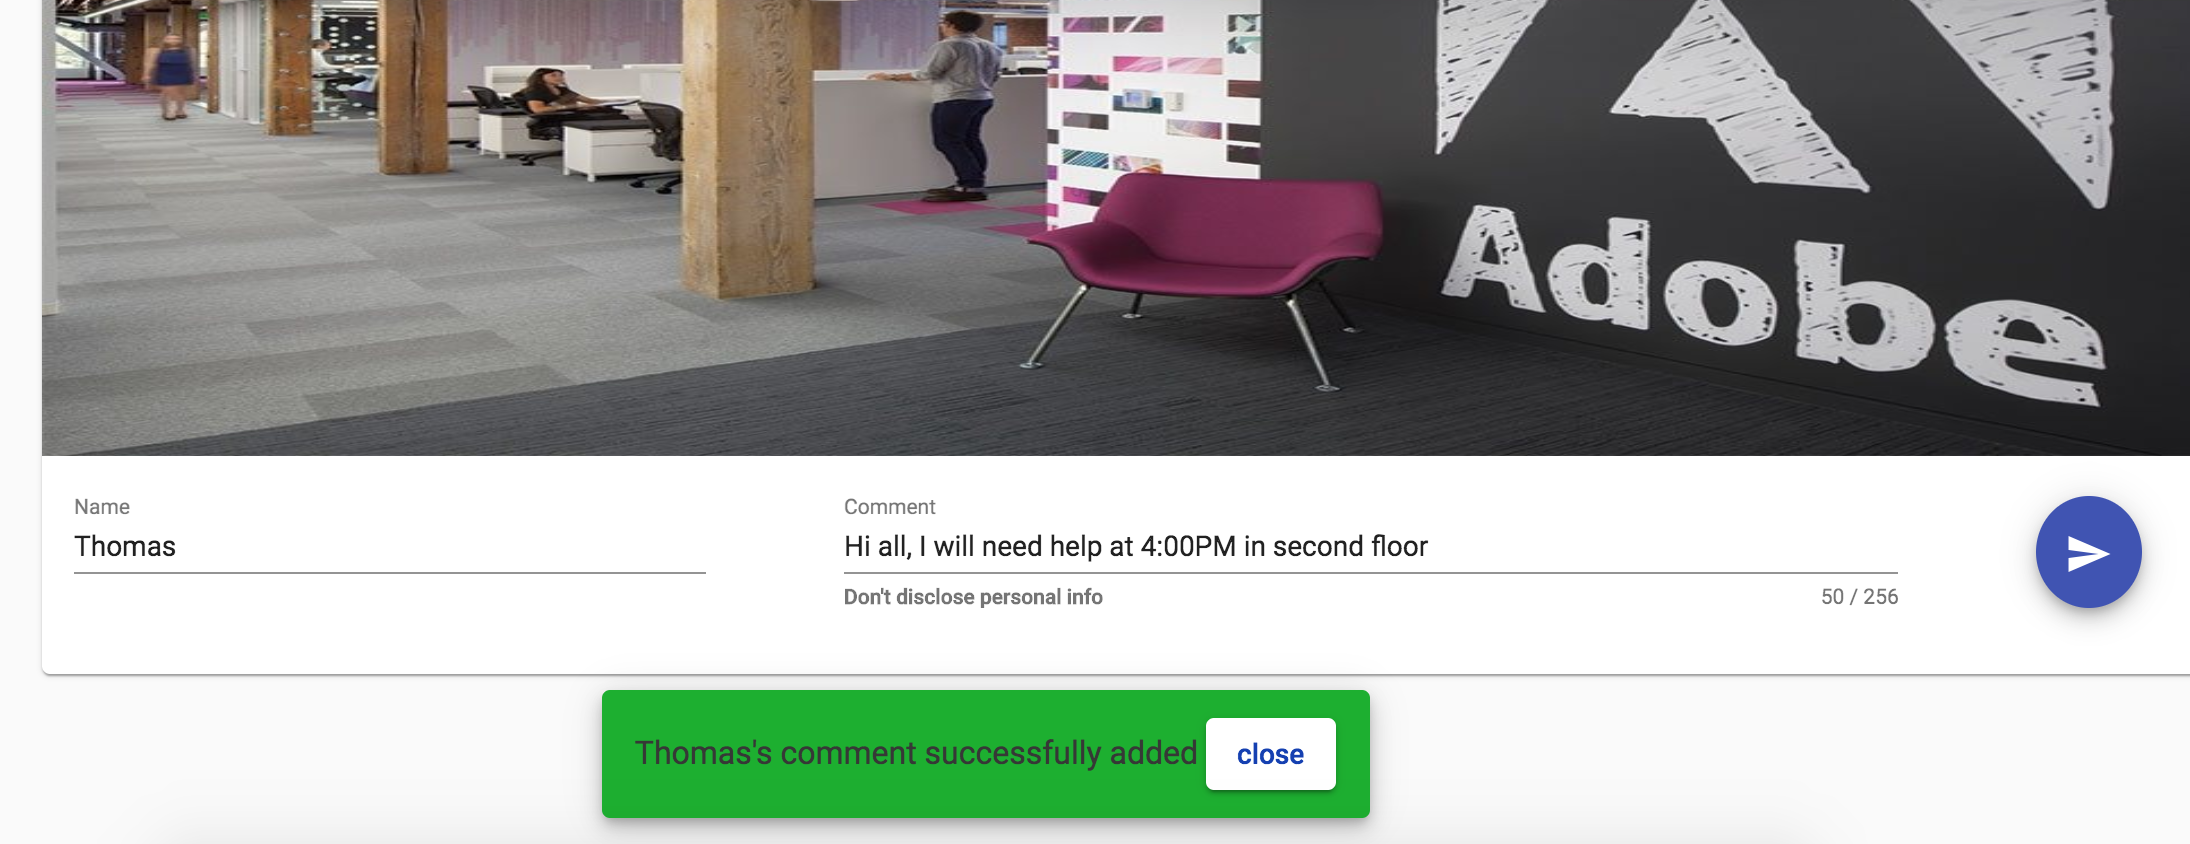 Adobe
Name
Thomas
Comment
Hi all, I will need help at 4:00PM in second floor
Don't disclose personal info
50 / 256
Thomas's comment successfully added
close